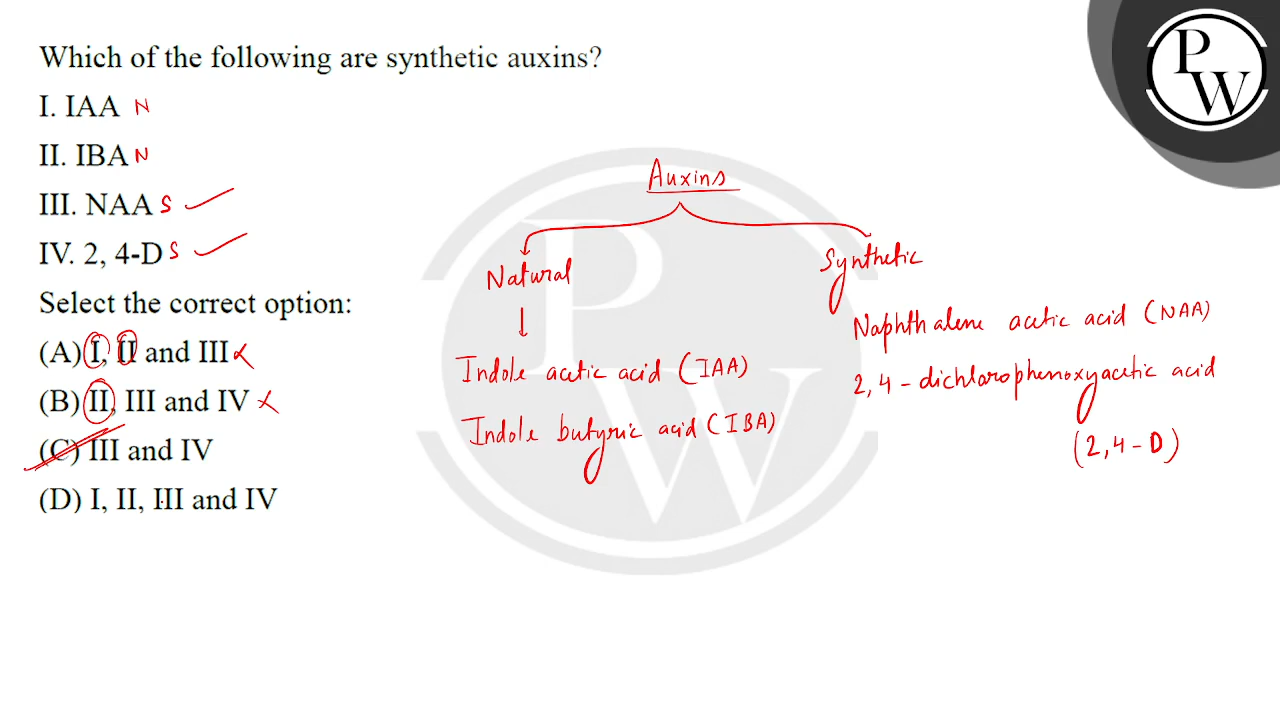 Which of the following are synthetic auxins?
I. IAA N
II. IBA N
III. NAA S
IV. 2, 4-D S
Select the correct option:
(A) I, II and III
(B) II, III and IV
(C) III and IV
(D) I, II, III and IV
Auxins
Natural
Indole acetic acid (IAA)
Indole butyric acid (IBA)
Synthetic
Naphthalene acetic acid (NAA)
2,4-dichlorophenoxyacetic acid
(2,4-D)
PW
PW